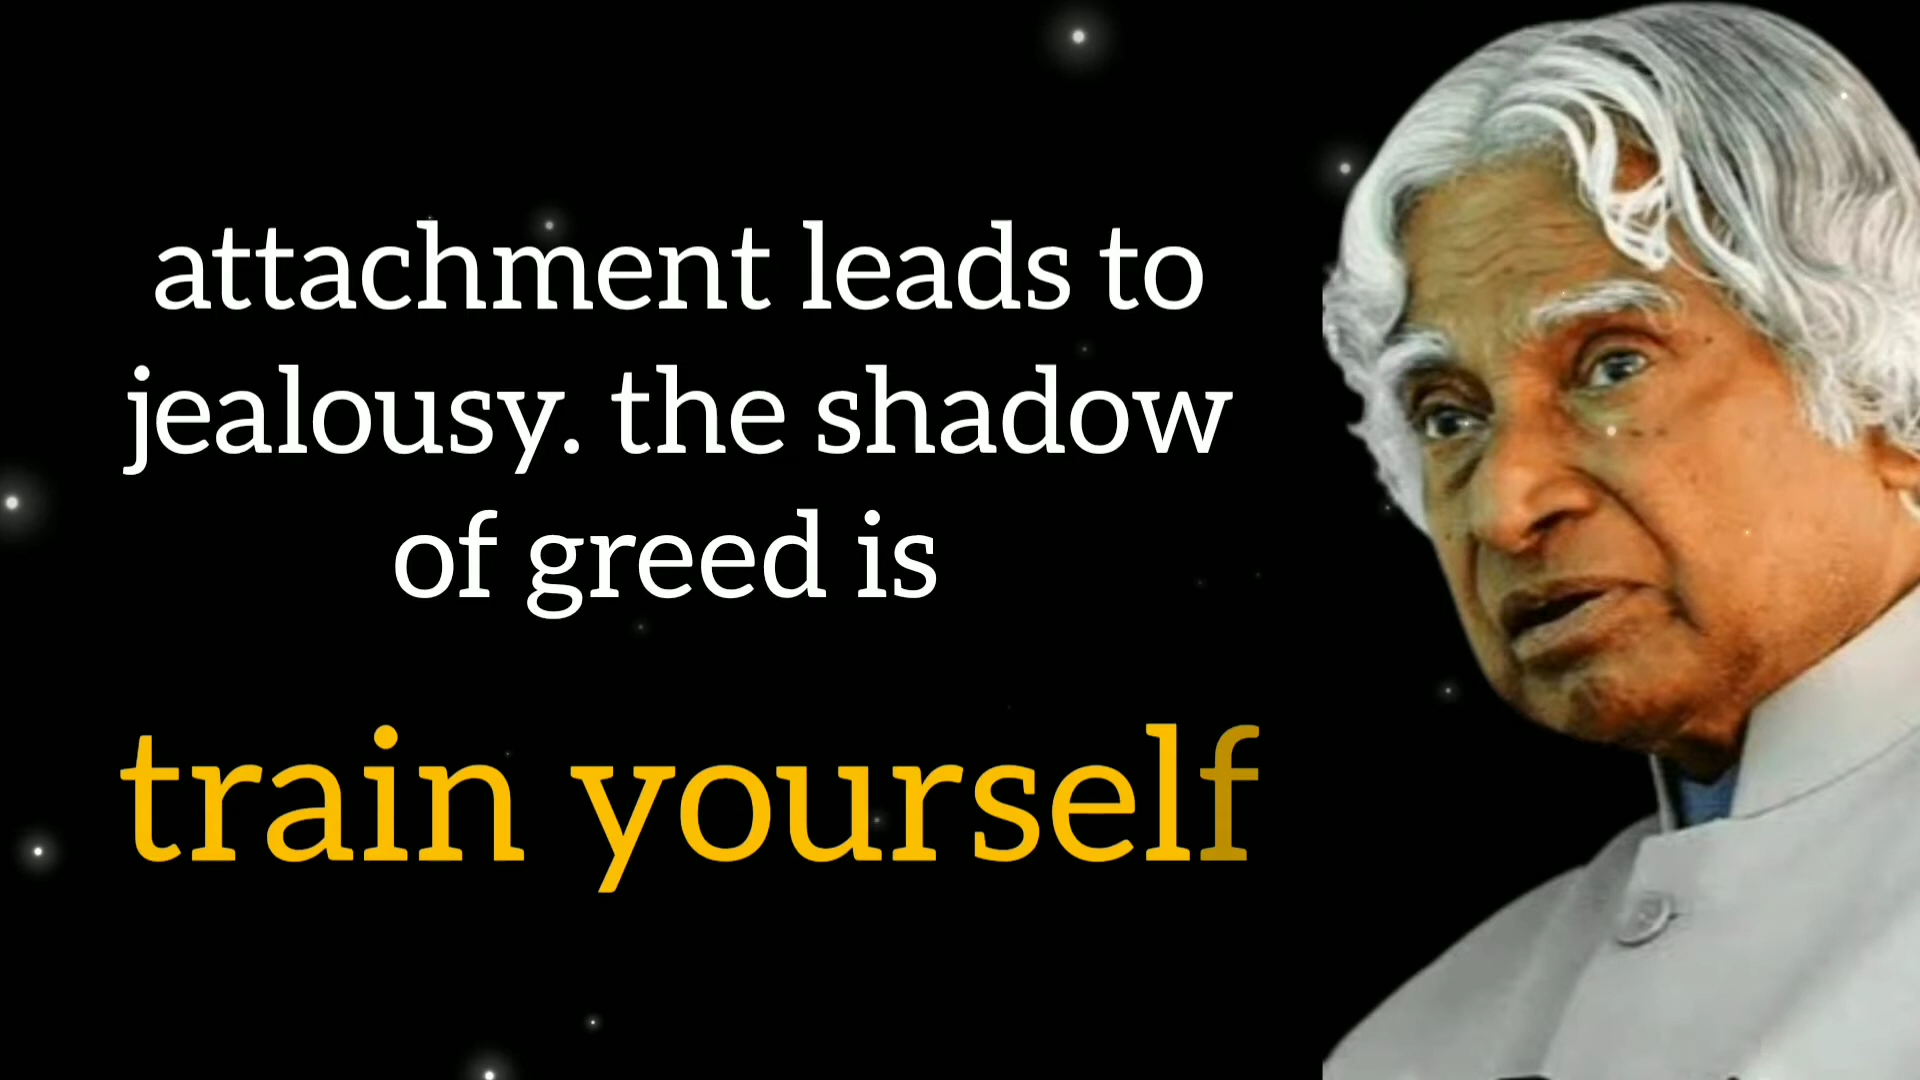 attachment leads to
jealousy. the shadow
of greed is
train yourself